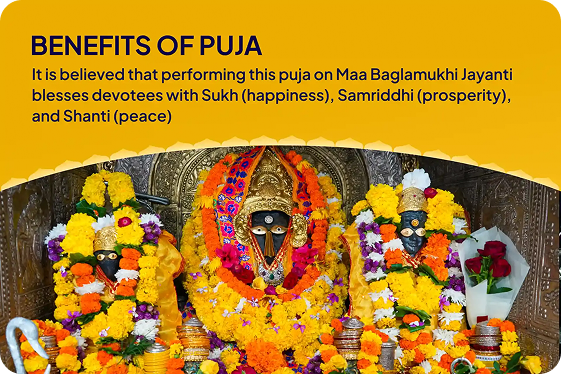 BENEFITS OF PUJA
It is believed that performing this puja on Maa Baglamukhi Jayanti
blesses devotees with Sukh (happiness), Samriddhi (prosperity),
and Shanti (peace)